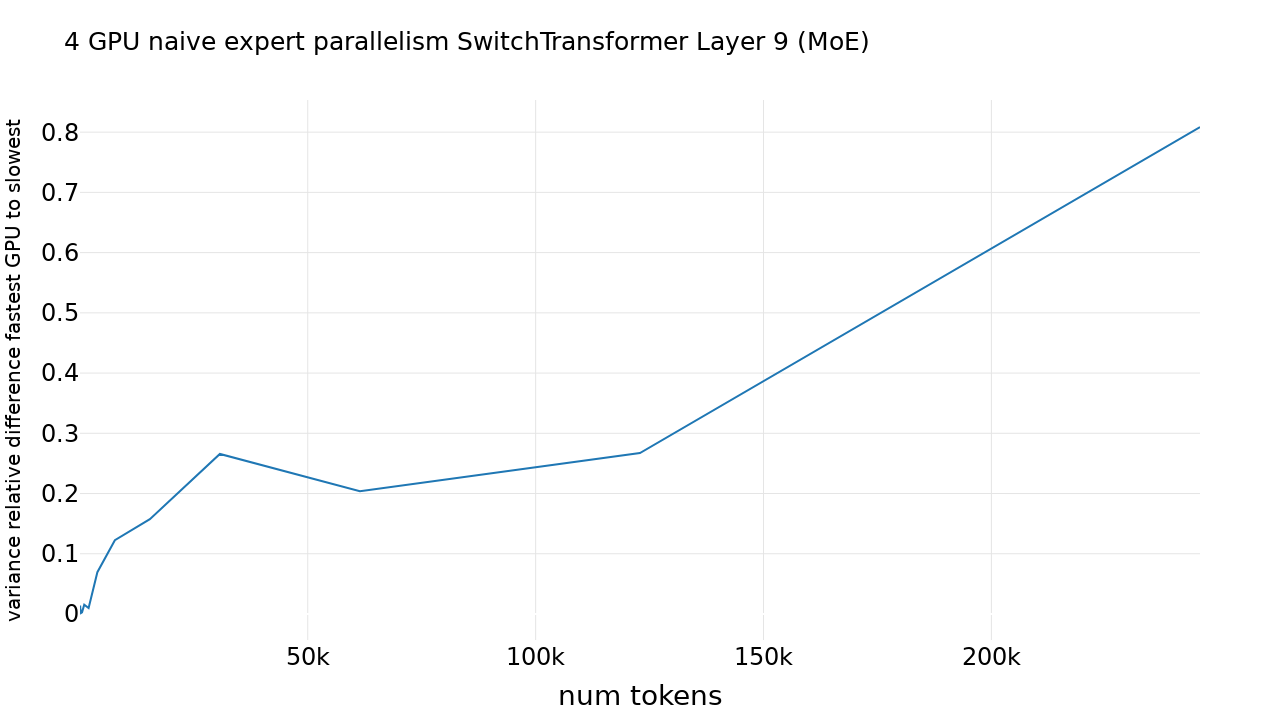 4 GPU naive expert parallelism SwitchTransformer Layer 9 (MoE)
variance relative difference fastest GPU to slowest
0.8
0.7
0.6
0.5
0.4
0.3
0.2
0.1
0
50k
100k
150k
200k
num tokens